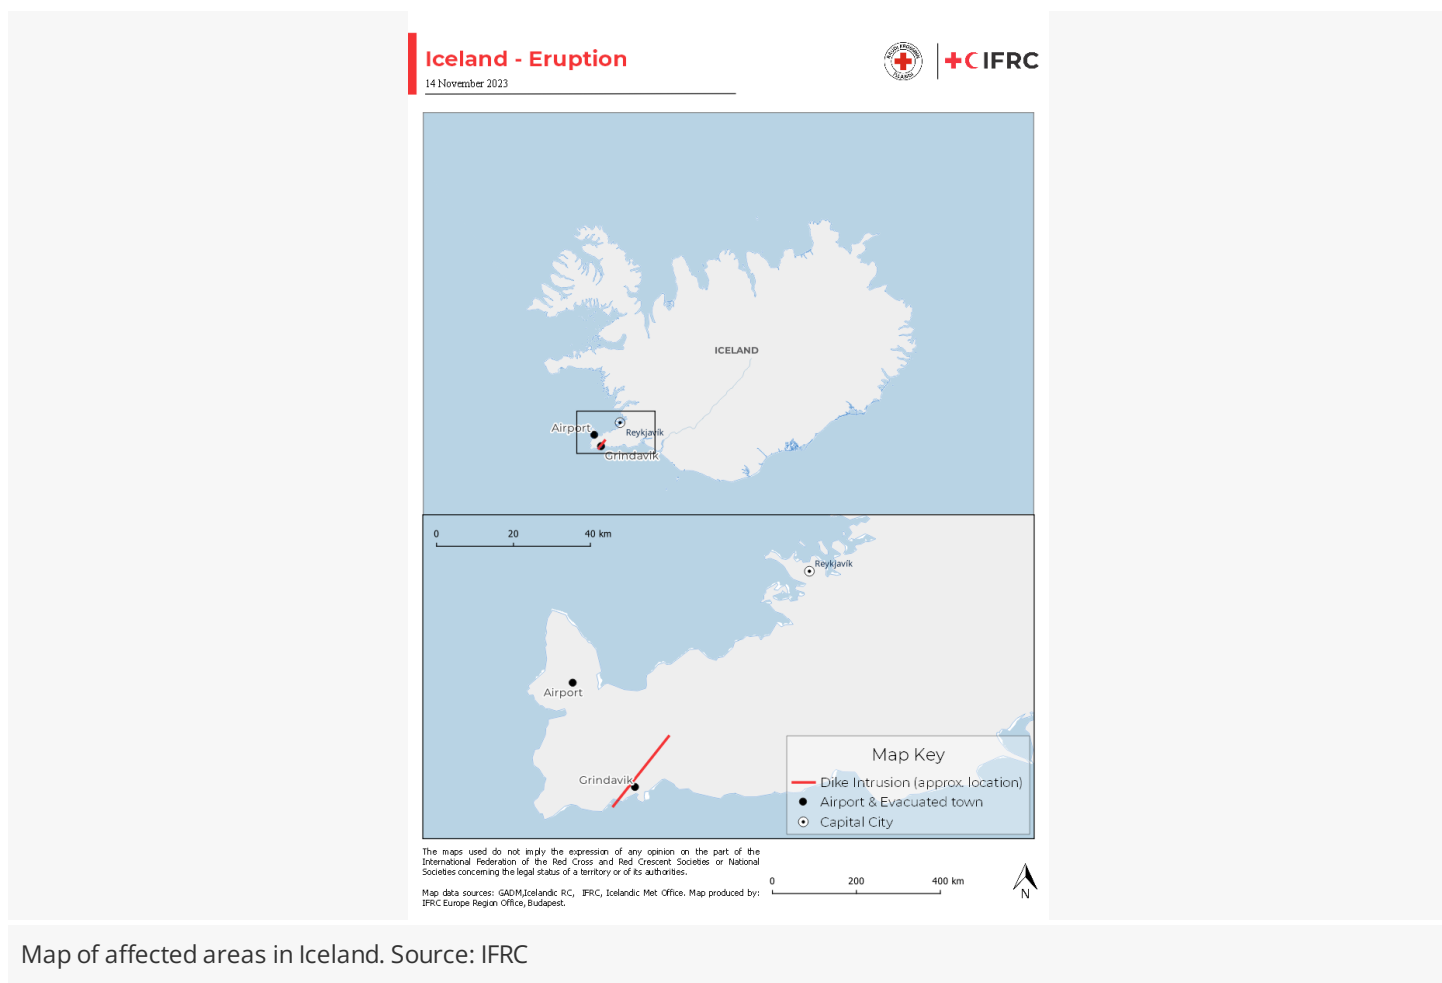 Iceland - Eruption
14 November 2023
RAUÐI KROSSINN
ÍSLANDI
IFRC
ICELAND
Airport
Reykjavík
Grindavik
0 20 40 km
Reykjavík
Airport
Grindavik
Map Key
Dike Intrusion (approx. location)
Airport & Evacuated town
Capital City
The maps used do not imply the expression of any opinion on the part of the
International Federation of the Red Cross and Red Crescent Societies or National
Societies concerning the legal status of a territory or of its authorities.
Map data sources: GADM,Icelandic RC, IFRC, Icelandic Met Office. Map produced by:
IFRC Europe Region Office, Budapest.
0 200 400 km
N
Map of affected areas in Iceland. Source: IFRC